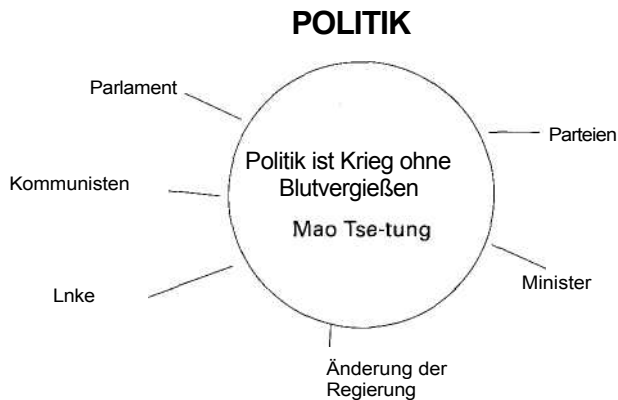 POLITIK
Parlament
Parteien
Politik ist Krieg ohne
Blutvergießen
Kommunisten
Mao Tse-tung
Minister
Lnke
Änderung der
Regierung